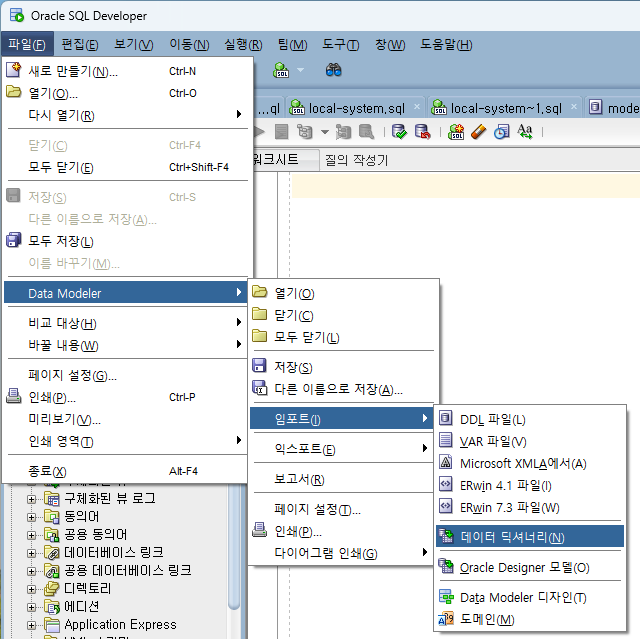 Oracle SQL Developer
파일(F) 편집(E) 보기(V) 이동(N) 실행(R) 팀(M) 도구(T) 창(W) 도움말(H)
새로 만들기(N)... Ctrl-N
열기(O)... Ctrl-O
다시 열기(R)
닫기(C) Ctrl-F4
모두 닫기(E) Ctrl+Shift-F4
저장(S) Ctrl-S
다른 이름으로 저장(A)...
모두 저장(L)
이름 바꾸기(M)...
Data Modeler
비교 대상(H)
바꿀 내용(W)
페이지 설정(G)...
인쇄(P)... Ctrl-P
미리보기(V)...
인쇄 영역(T)
종료(X) Alt-F4
...ql local-system.sql local-system~1.sql mode
워크시트 질의 작성기
열기(O)
닫기(C)
모두 닫기(L)
저장(S)
다른 이름으로 저장(A)...
임포트(I)
익스포트(E)
보고서(R)
페이지 설정(T)...
인쇄(P)...
다이어그램 인쇄(G)
DDL 파일(L)
VAR 파일(V)
Microsoft XMLA에서(A)
ERwin 4.1 파일(I)
ERwin 7.3 파일(W)
데이터 딕셔너리(N)
Oracle Designer 모델(O)
Data Modeler 디자인(T)
도메인(M)
구체화된 뷰 로그
동의어
공용 동의어
데이터베이스 링크
공용 데이터베이스 링크
디렉토리
에디션
Application Express